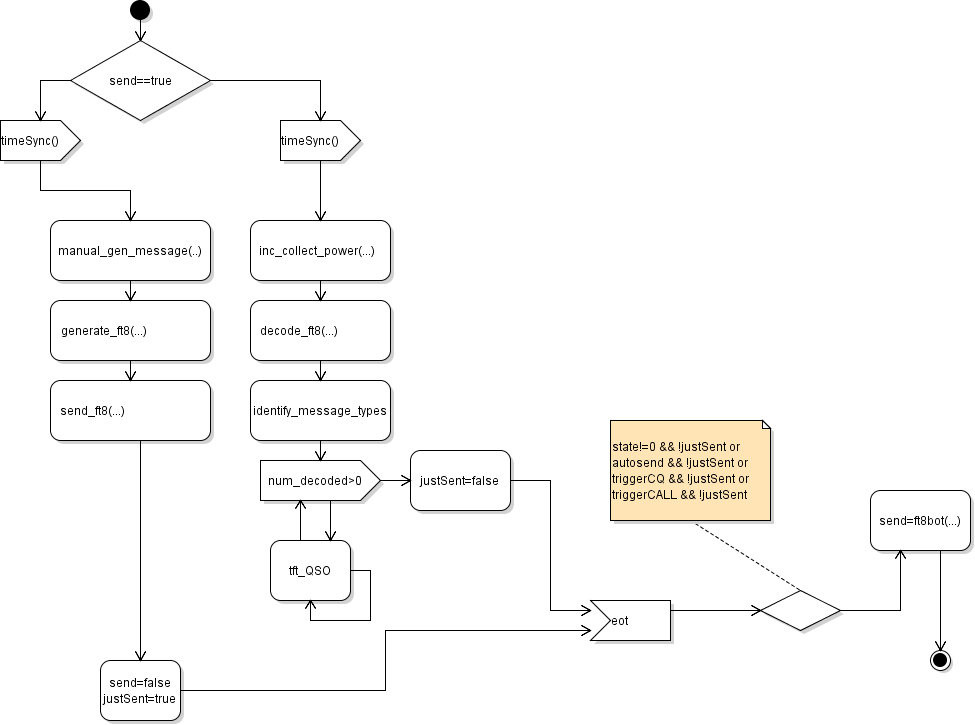 send==true
timeSync()
timeSync()
manual_gen_message(..)
inc_collect_power(...)
generate_ft8(...)
decode_ft8(...)
send_ft8(...)
identify_message_types
num_decoded>0
justSent=false
tft_QSO
state!=0 && !justSent or
autosend && !justSent or
triggerCQ && !justSent or
triggerCALL && !justSent
send=ft8bot(...)
eot
send=false
justSent=true